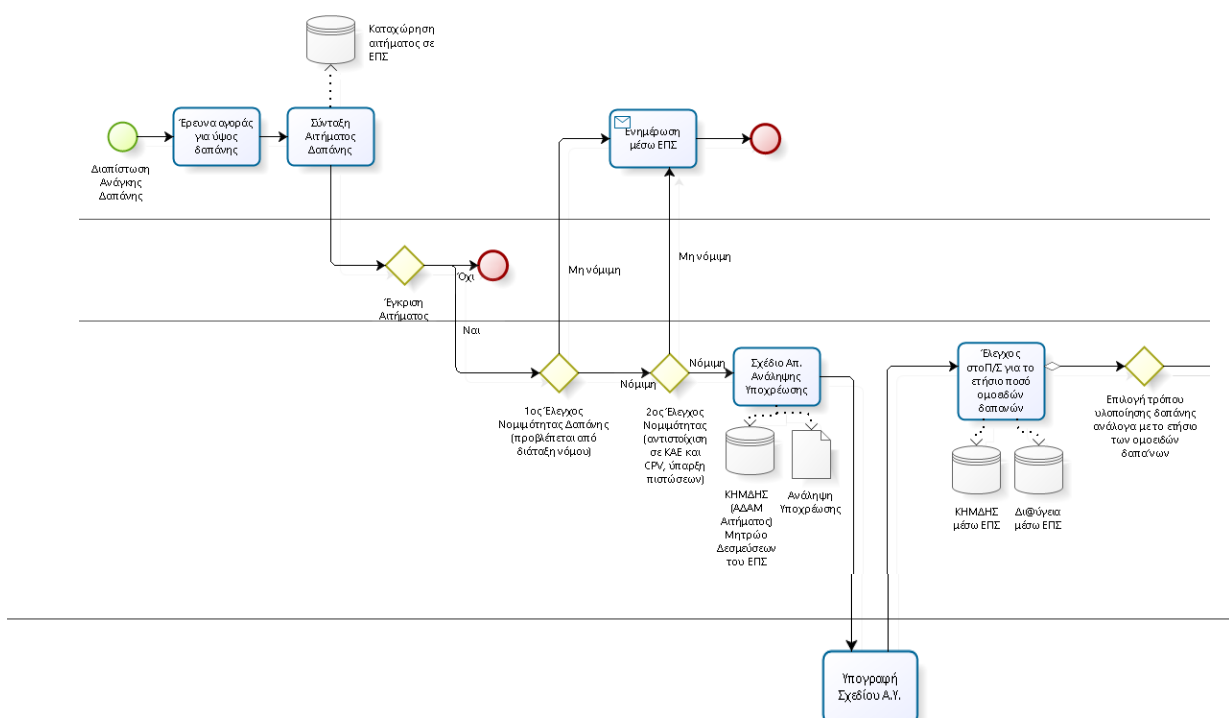 Καταχώρηση
αιτήματος σε
ΕΠΣ
Διαπίστωση
Ανάγκης
Δαπάνης
Έρευνα αγοράς
για ύψος
δαπάνης
Σύνταξη
Αιτήματος
Δαπάνης
Ενημέρωση
μέσω ΕΠΣ
Μη νόμιμη
Μη νόμιμη
Έγκριση
Αιτήματος
Όχι
Ναι
1ος Έλεγχος
Νομιμότητας Δαπάνης
(προβλέπεται από
διάταξη νόμου)
Νόμιμη
2ος Έλεγχος
Νομιμότητας
(αντιστοίχιση
σε ΚΑΕ και
CPV, ύπαρξη
πιστώσεων)
Νόμιμη
Σχέδιο Απ.
Ανάληψης
Υποχρέωσης
ΚΗΜΔΗΣ
(ΑΔΑΜ
Αιτήματος)
Μητρώο
Δεσμεύσεων
του ΕΠΣ
Ανάληψη
Υποχρέωσης
Έλεγχος
στοΠ/Σ για το
ετήσιο ποσό
ομοειδών
δαπανών
ΚΗΜΔΗΣ
μέσω ΕΠΣ
Δι@ύγεια
μέσω ΕΠΣ
Επιλογή τρόπου
υλοποίησης δαπάνης
ανάλογα με το ετήσιο
των ομοειδών
δαπα'νων
Υπογραφή
Σχεδίου Α.Υ.